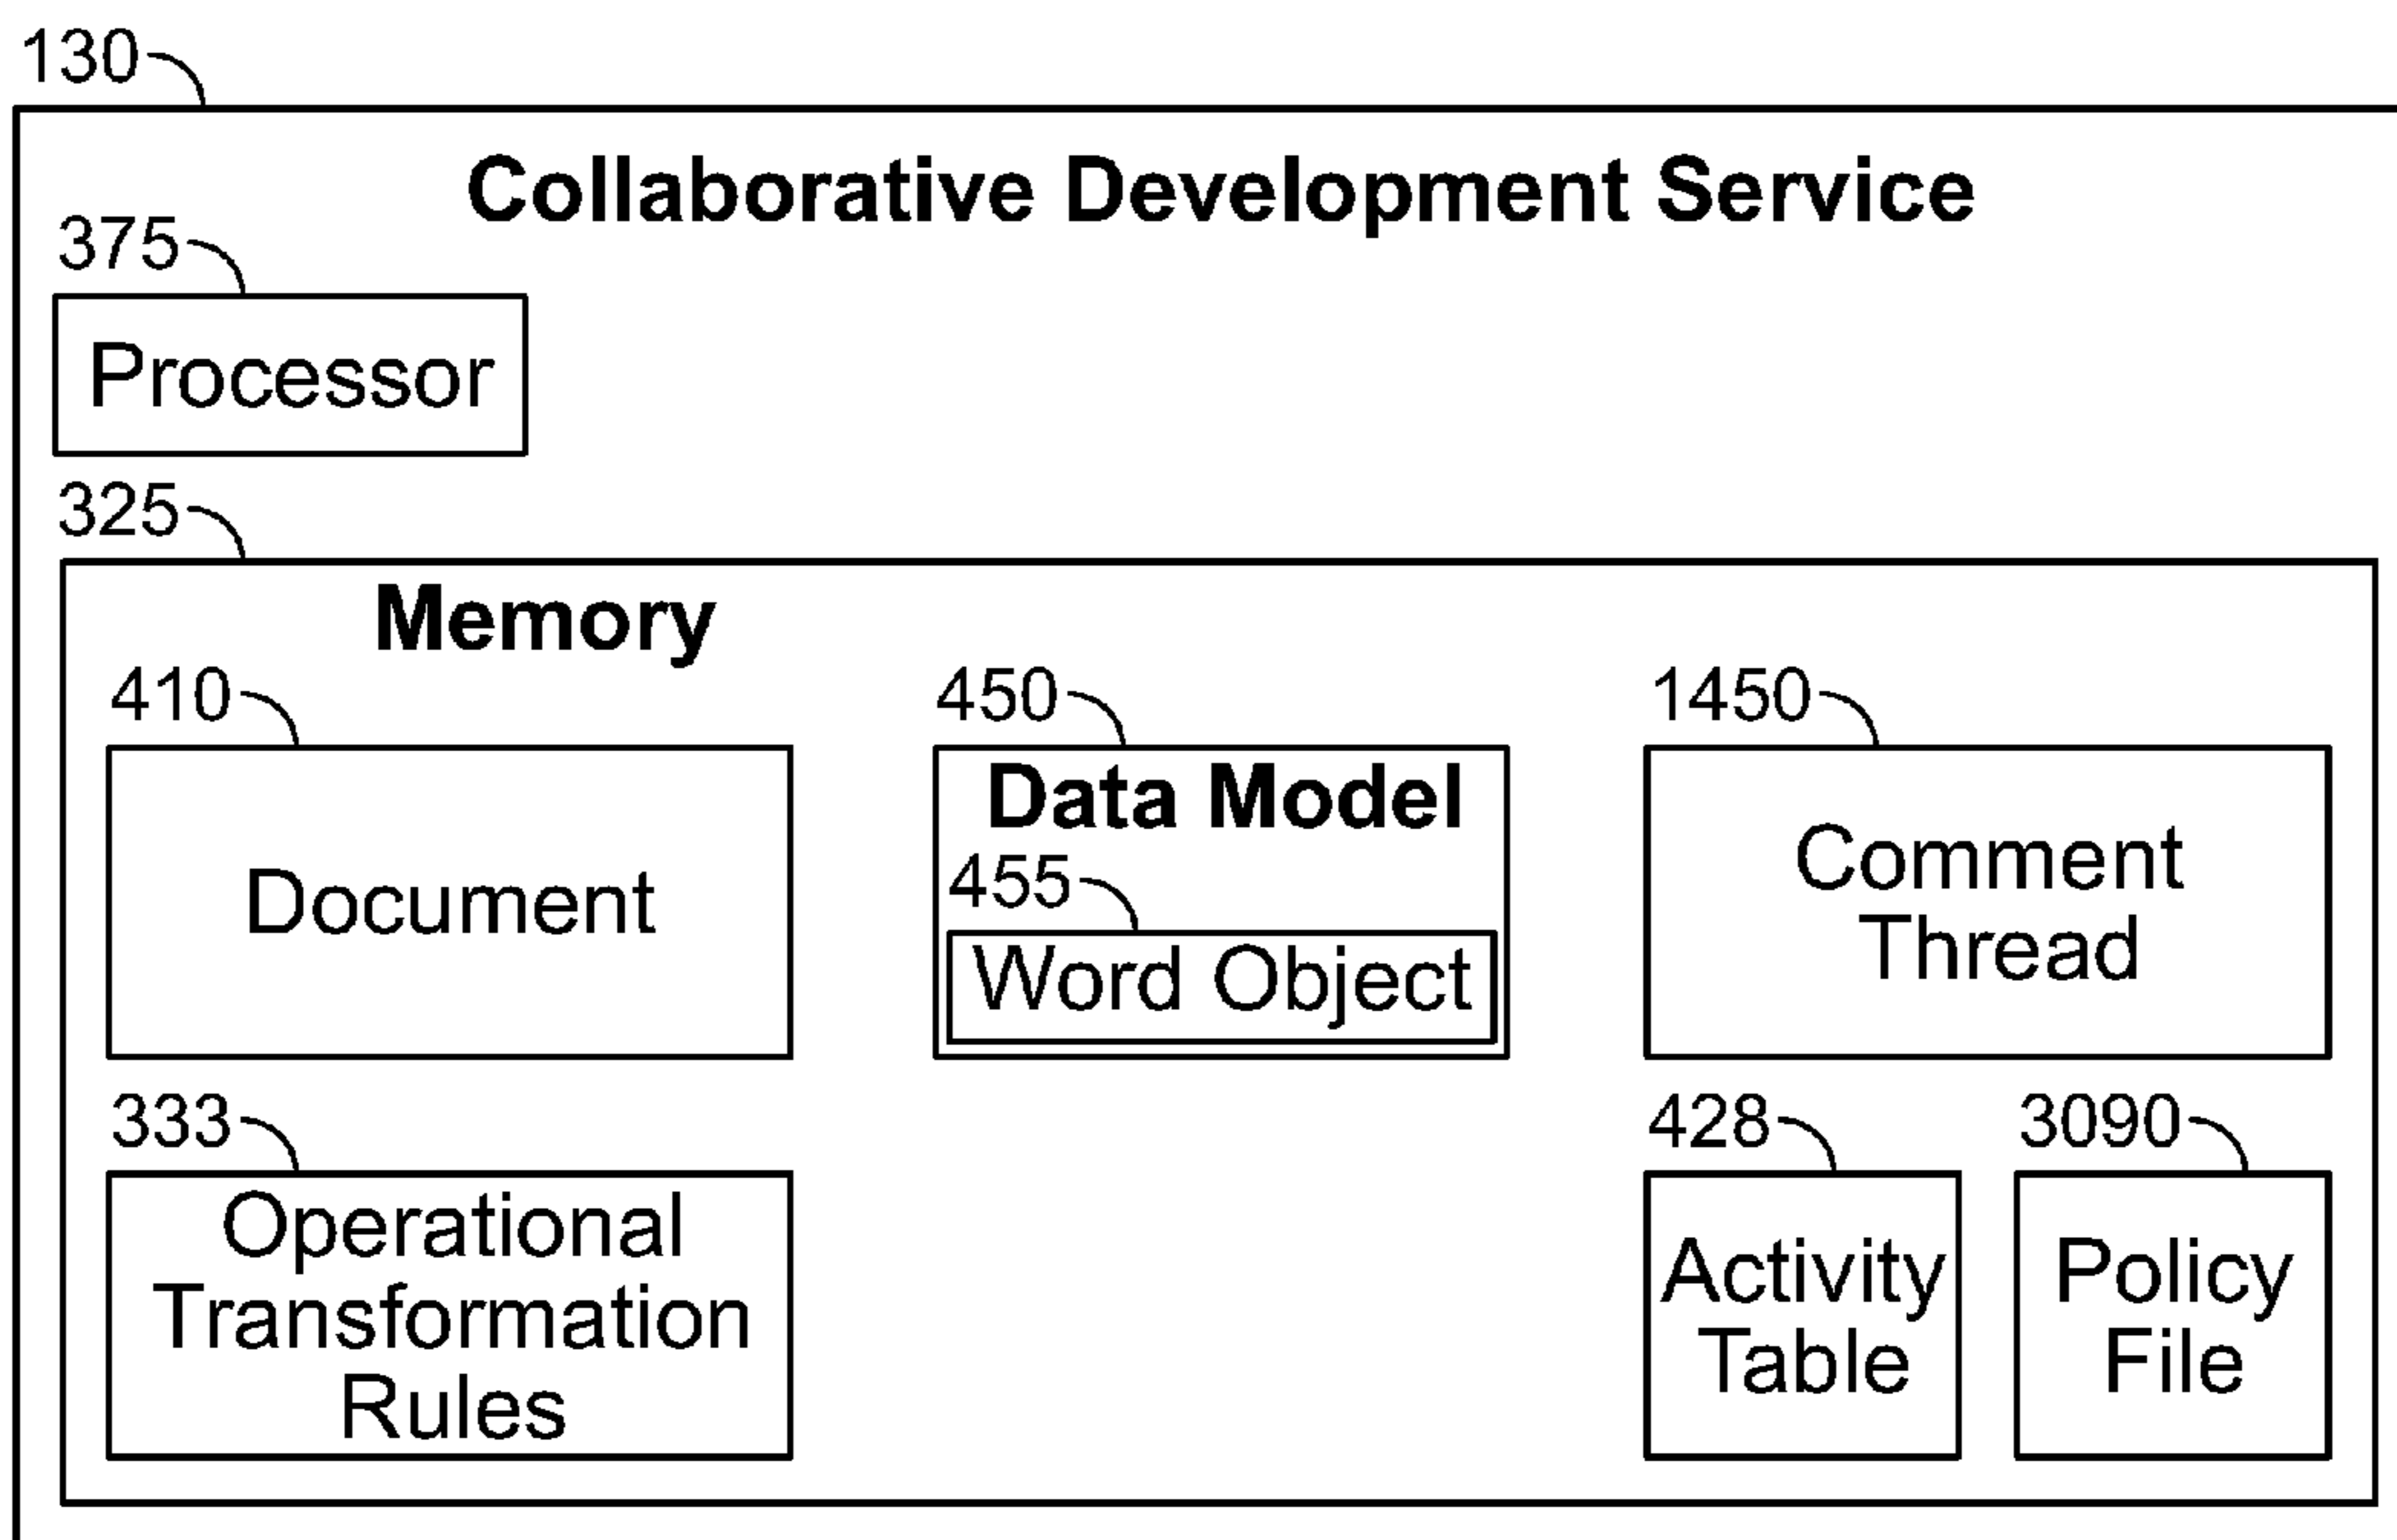 130
Collaborative Development Service
375
Processor
325
Memory
410
Document
450
Data Model
455
Word Object
1450
Comment
Thread
333
Operational
Transformation
Rules
428
Activity
Table
3090
Policy
File